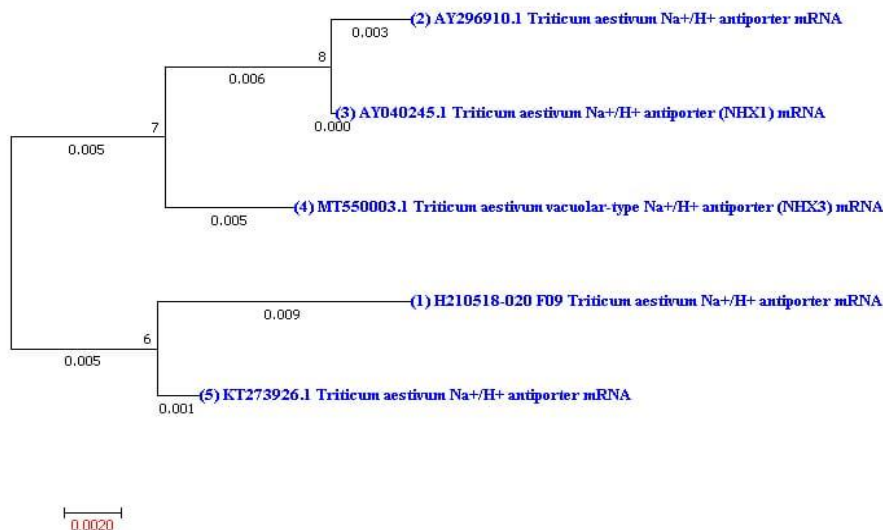 (2) AY296910.1 Triticum aestivum Na+/H+ antiporter mRNA
0.003
8
0.006
(3) AY040245.1 Triticum aestivum Na+/H+ antiporter (NHX1) mRNA
0.000
7
0.005
(4) MT550003.1 Triticum aestivum vacuolar-type Na+/H+ antiporter (NHX3) mRNA
0.005
(1) H210518-020 F09 Triticum aestivum Na+/H+ antiporter mRNA
0.009
6
0.005
(5) KT273926.1 Triticum aestivum Na+/H+ antiporter mRNA
0.001
0.0020